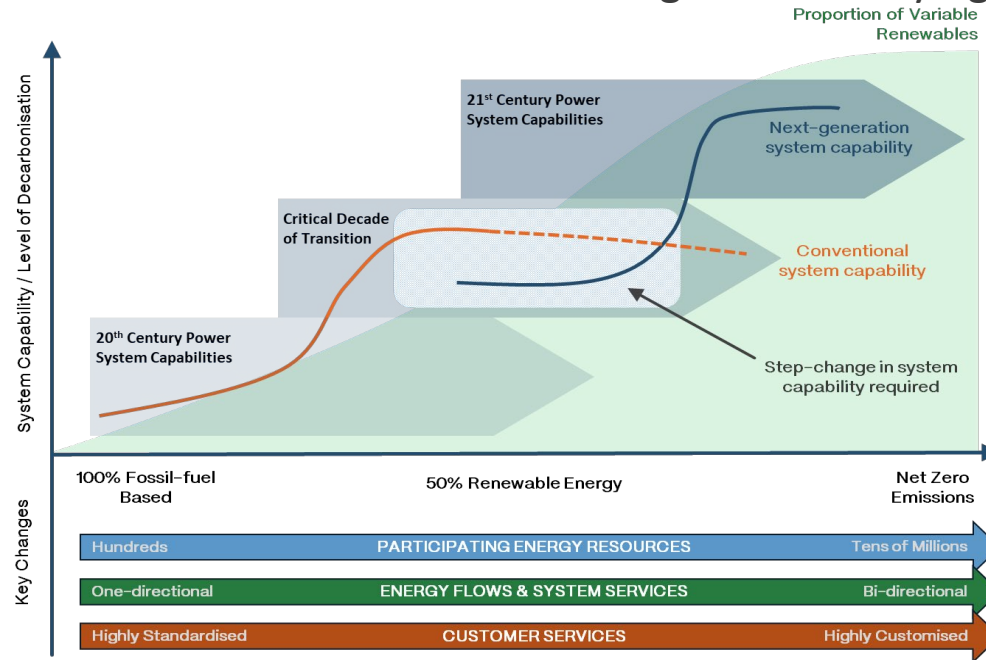 Proportion of Variable
Renewables
System Capability / Level of Decarbonisation
21st Century Power
System Capabilities
Next-generation
system capability
Critical Decade
of Transition
Conventional
system capability
20th Century Power
System Capabilities
Step-change in system
capability required
100% Fossil-fuel
Based
50% Renewable Energy
Net Zero
Emissions
Key Changes
Hundreds PARTICIPATING ENERGY RESOURCES Tens of Millions
One-directional ENERGY FLOWS & SYSTEM SERVICES Bi-directional
Highly Standardised CUSTOMER SERVICES Highly Customised